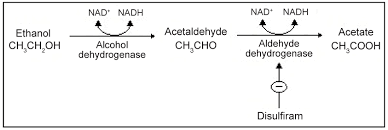 NAD⁺ NADH NAD⁺ NADH
Ethanol Acetaldehyde Acetate
CH₃CH₂OH Alcohol CH₃CHO Aldehyde CH₃COOH
dehydrogenase dehydrogenase
−
Disulfiram